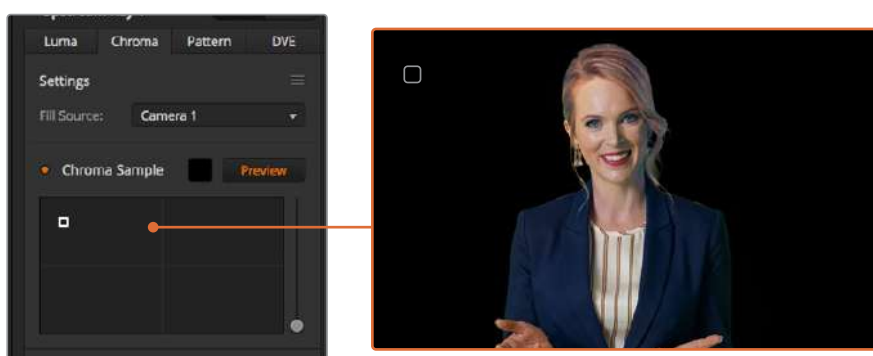 Luma Chroma Pattern DVE
Settings
Fill Source: Camera 1
Chroma Sample Preview